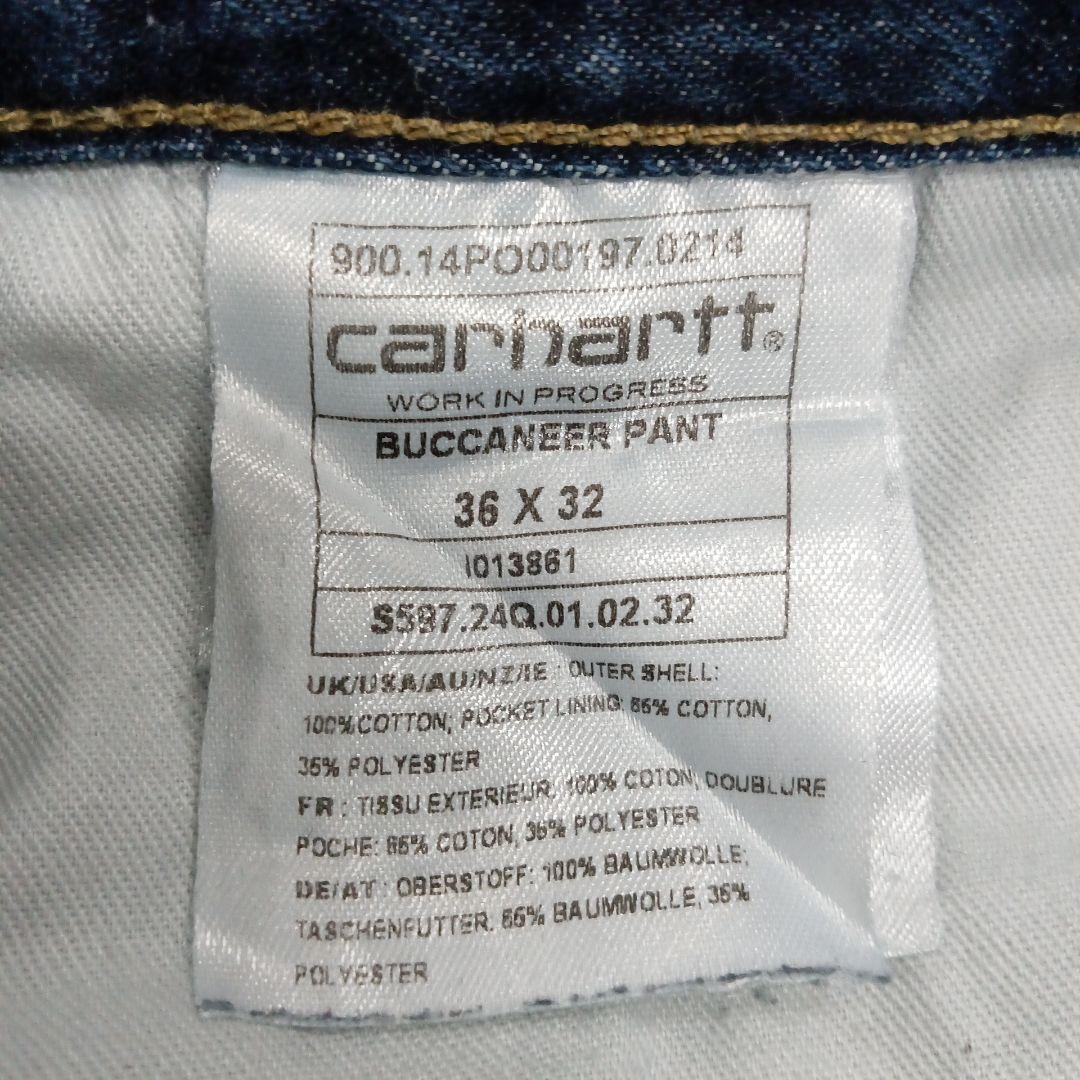 900.14PO00197.0214
carhartt®
WORK IN PROGRESS
BUCCANEER PANT
36 X 32
I013861
S597.24Q.01.02.32
UK/USA/AU/NZ/IE : OUTER SHELL:
100%COTTON; POCKET LINING: 65% COTTON,
35% POLYESTER
FR : TISSU EXTERIEUR: 100% COTON; DOUBLURE
POCHE: 65% COTON, 35% POLYESTER
DE/AT : OBERSTOFF: 100% BAUMWOLLE;
TASCHENFUTTER: 65% BAUMWOLLE, 35%
POLYESTER